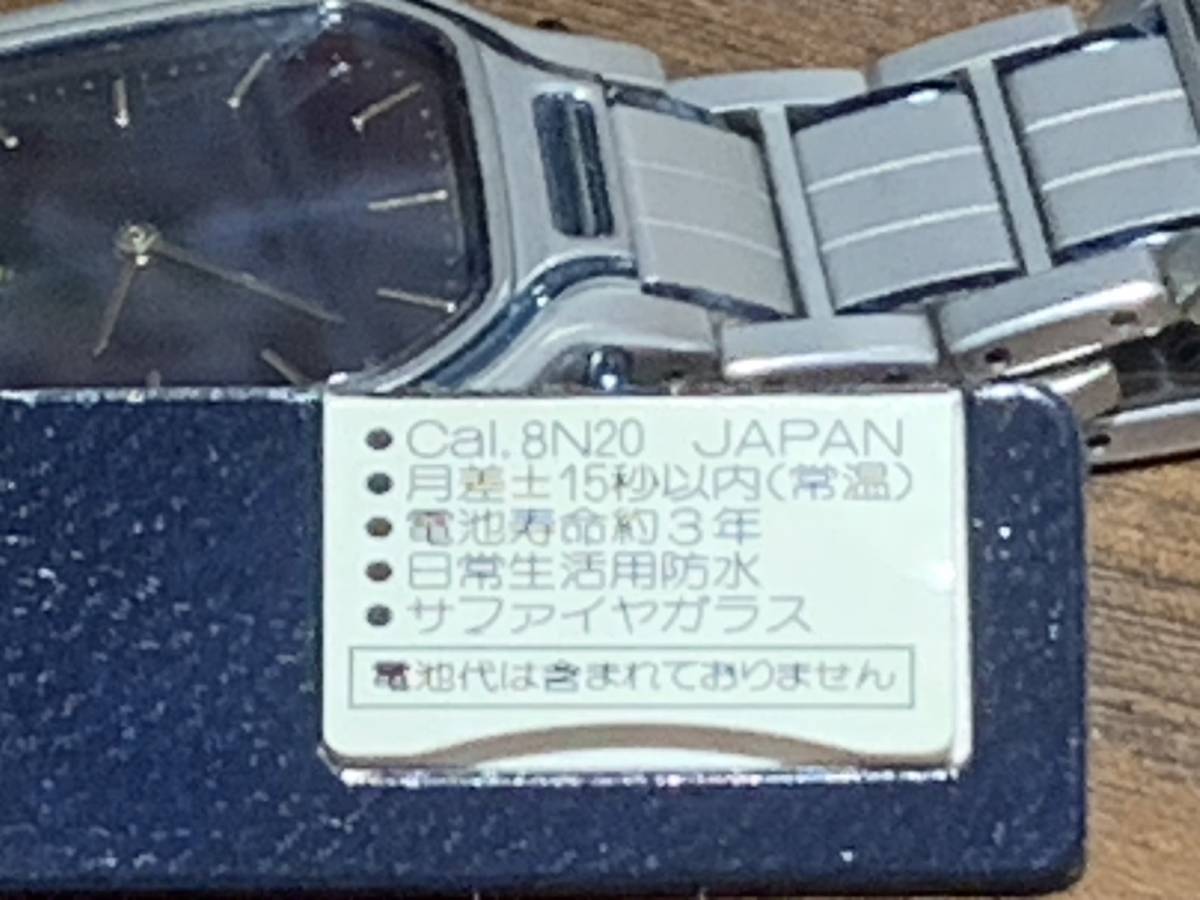 ● Cal. 8N20 JAPAN
● 月差±15秒以内(常温)
● 電池寿命約3年
● 日常生活用防水
● サファイヤガラス
電池代は含まれておりません